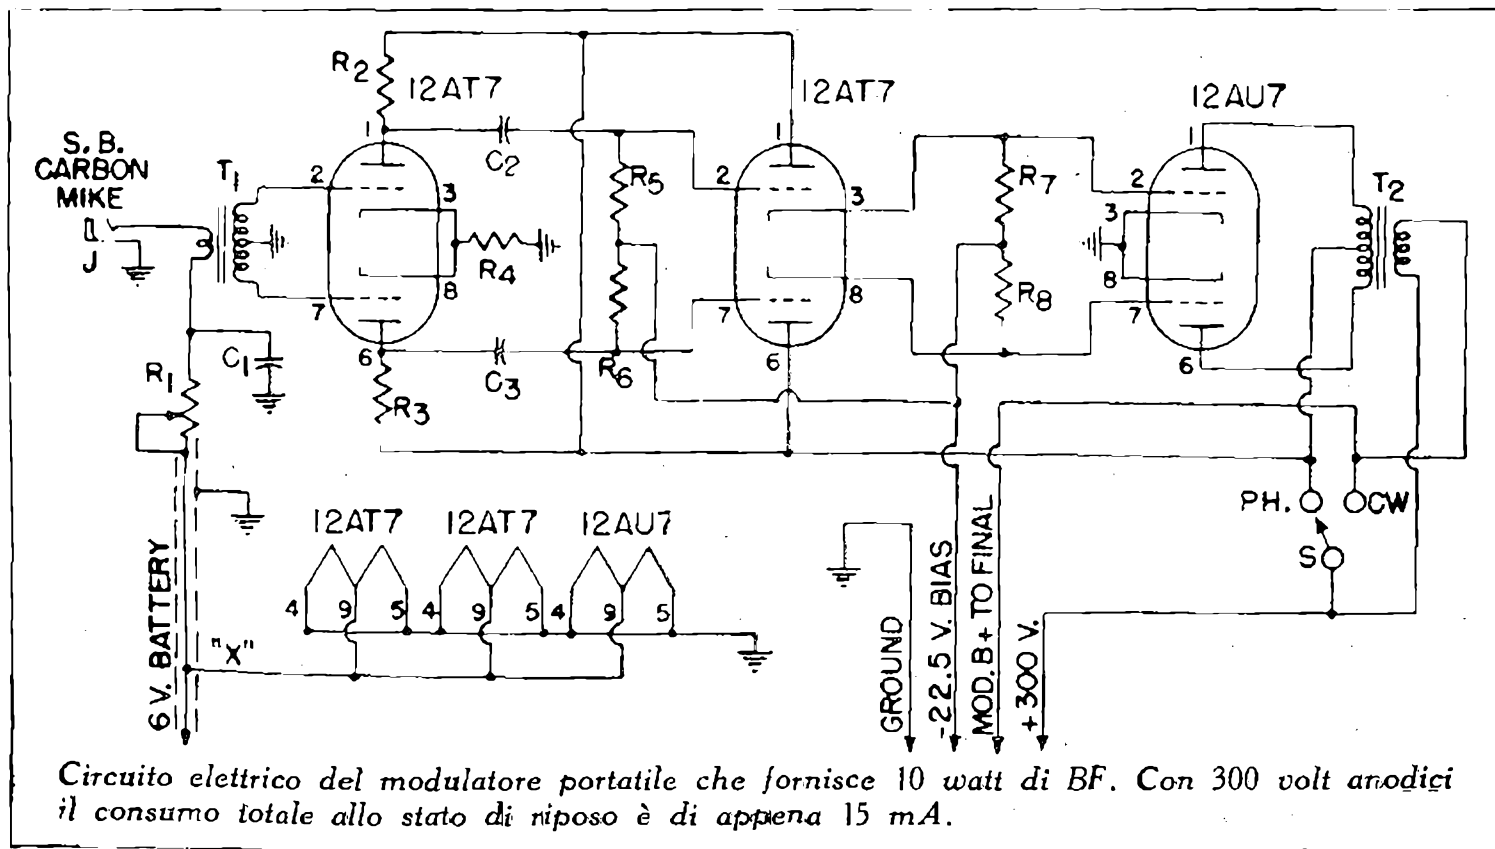 R2
12AT7
12AT7
12AU7
S. B.
CARBON
MIKE
J
T1
1
2
3
8
7
6
R4
C2
C3
R3
R5
R6
1
2
3
8
7
6
R7
R8
1
2
3
8
7
6
T2
C1
R1
PH.
CW
S
12AT7
12AT7
12AU7
4
9
5
4
9
5
4
9
5
"X"
6 V. BATTERY
GROUND
-22.5 V. BIAS
MOD. B+ TO FINAL
+300 V.
Circuito elettrico del modulatore portatile che fornisce 10 watt di BF. Con 300 volt anodici
il consumo totale allo stato di riposo è di appena 15 mA.